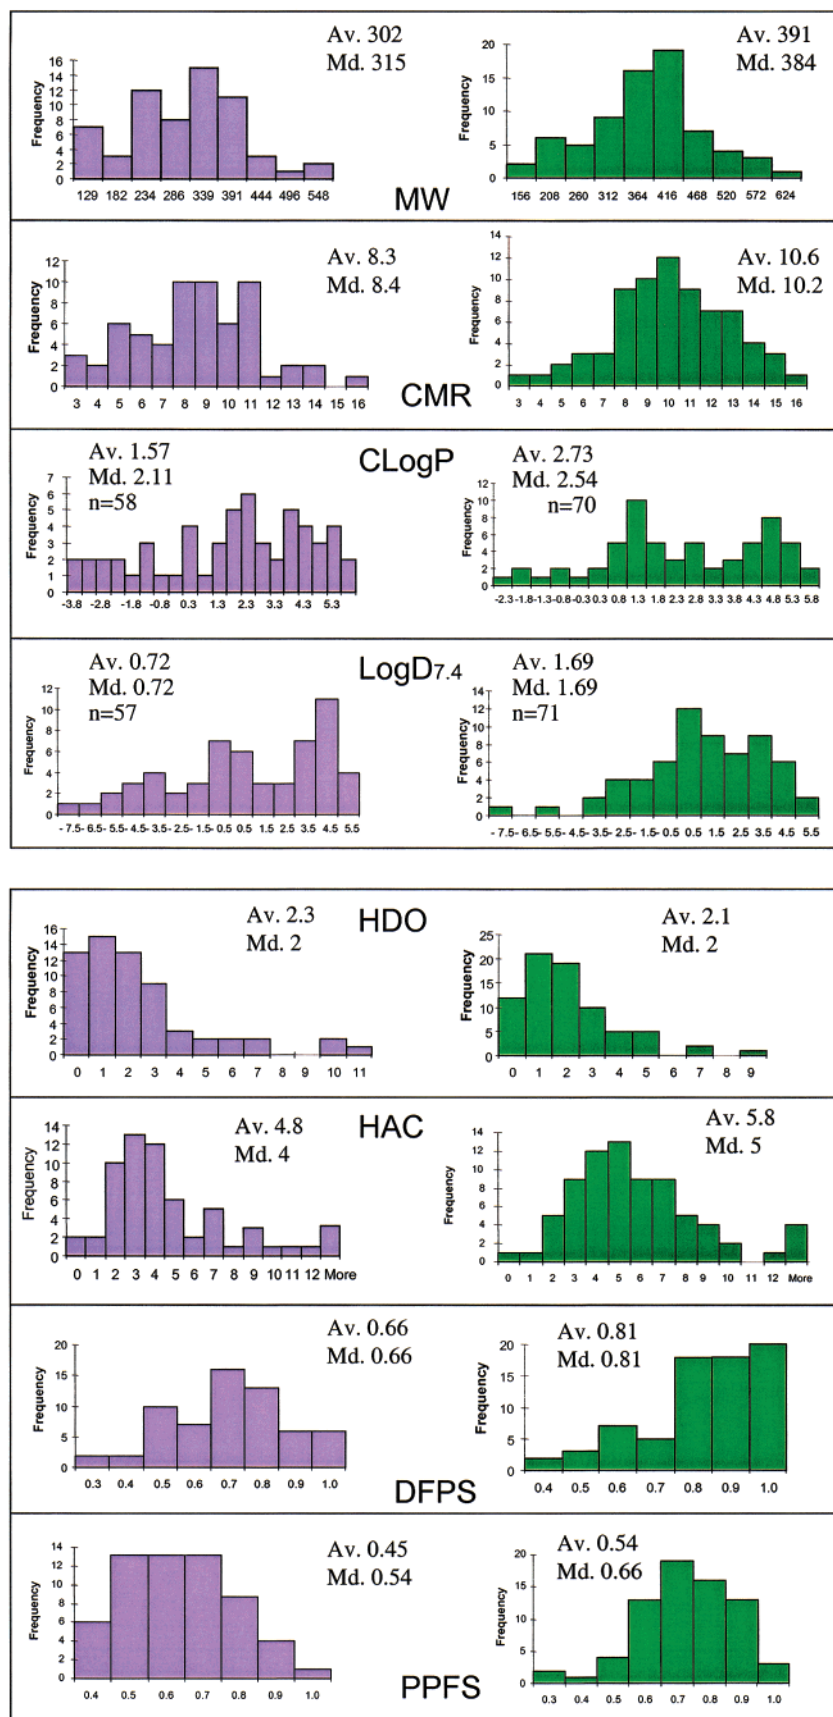 Av. 302
Md. 315
Frequency
16
14
12
10
8
6
4
2
0
129 182 234 286 339 391 444 496 548
Av. 391
Md. 384
Frequency
20
15
10
5
0
156 208 260 312 364 416 468 520 572 624
MW
Av. 8.3
Md. 8.4
Frequency
12
10
8
6
4
2
0
3 4 5 6 7 8 9 10 11 12 13 14 15 16
Av. 10.6
Md. 10.2
Frequency
14
12
10
8
6
4
2
0
3 4 5 6 7 8 9 10 11 12 13 14 15 16
CMR
CLogP
Av. 1.57
Md. 2.11
n=58
Frequency
7
6
5
4
3
2
1
0
-3.8 -2.8 -1.8 -0.8 0.3 1.3 2.3 3.3 4.3 5.3
Av. 2.73
Md. 2.54
n=70
Frequency
12
10
8
6
4
2
0
-2.3 -1.8 -1.3 -0.8 -0.3 0.3 0.8 1.3 1.8 2.3 2.8 3.3 3.8 4.3 4.8 5.3 5.8
LogD7.4
Av. 0.72
Md. 0.72
n=57
Frequency
12
10
8
6
4
2
0
- 7.5- 6.5- 5.5- 4.5- 3.5- 2.5- 1.5- 0.5 0.5 1.5 2.5 3.5 4.5 5.5
Av. 1.69
Md. 1.69
n=71
Frequency
14
12
10
8
6
4
2
0
- 7.5- 6.5- 5.5- 4.5- 3.5- 2.5- 1.5- 0.5 0.5 1.5 2.5 3.5 4.5 5.5
HDO
Av. 2.3
Md. 2
Frequency
16
14
12
10
8
6
4
2
0
0 1 2 3 4 5 6 7 8 9 10 11
Av. 2.1
Md. 2
Frequency
25
20
15
10
5
0
0 1 2 3 4 5 6 7 8 9
HAC
Av. 4.8
Md. 4
Frequency
14
12
10
8
6
4
2
0
0 1 2 3 4 5 6 7 8 9 10 11 12 More
Av. 5.8
Md. 5
Frequency
14
12
10
8
6
4
2
0
0 1 2 3 4 5 6 7 8 9 10 11 12 More
Av. 0.66
Md. 0.66
Frequency
20
15
10
5
0
0.3 0.4 0.5 0.6 0.7 0.8 0.9 1.0
Av. 0.81
Md. 0.81
Frequency
20
15
10
5
0
0.4 0.5 0.6 0.7 0.8 0.9 1.0
DFPS
Av. 0.45
Md. 0.54
Frequency
14
12
10
8
6
4
2
0
0.4 0.5 0.6 0.7 0.8 0.9 1.0
Av. 0.54
Md. 0.66
Frequency
20
15
10
5
0
0.3 0.4 0.5 0.6 0.7 0.8 0.9 1.0
PPFS